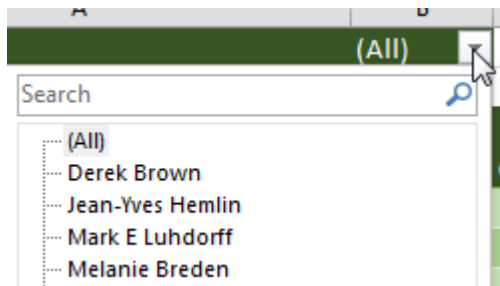 A B
(All)
Search
(All)
Derek Brown
Jean-Yves Hemlin
Mark E Luhdorff
Melanie Breden